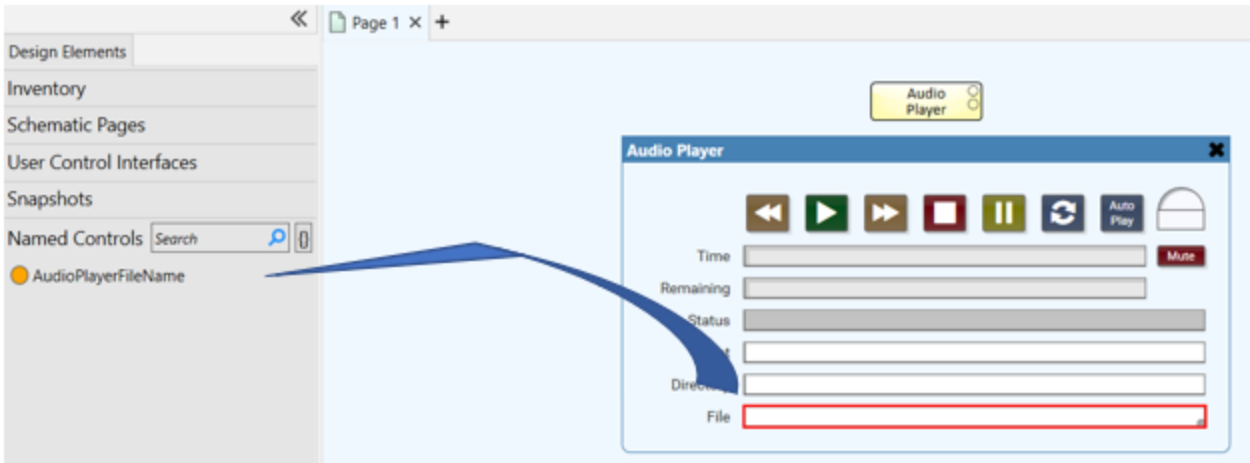 Page 1
Design Elements
Inventory
Schematic Pages
User Control Interfaces
Snapshots
Named Controls Search {}
AudioPlayerFileName
Audio
Player
Audio Player
Auto
Play
Time
Mute
Remaining
Status
File